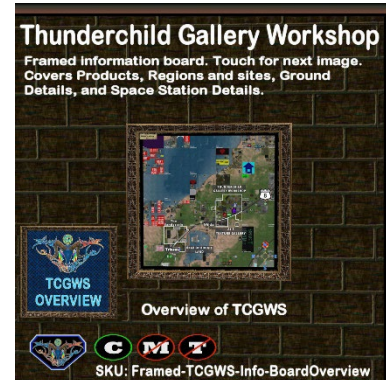 Thunderchild Gallery Workshop
Framed information board. Touch for next image.
Covers Products, Regions and sites, Ground
Details, and Space Station Details.
TCGWS
OVERVIEW
Overview of TCGWS
C M T
SKU: Framed-TCGWS-Info-BoardOverview